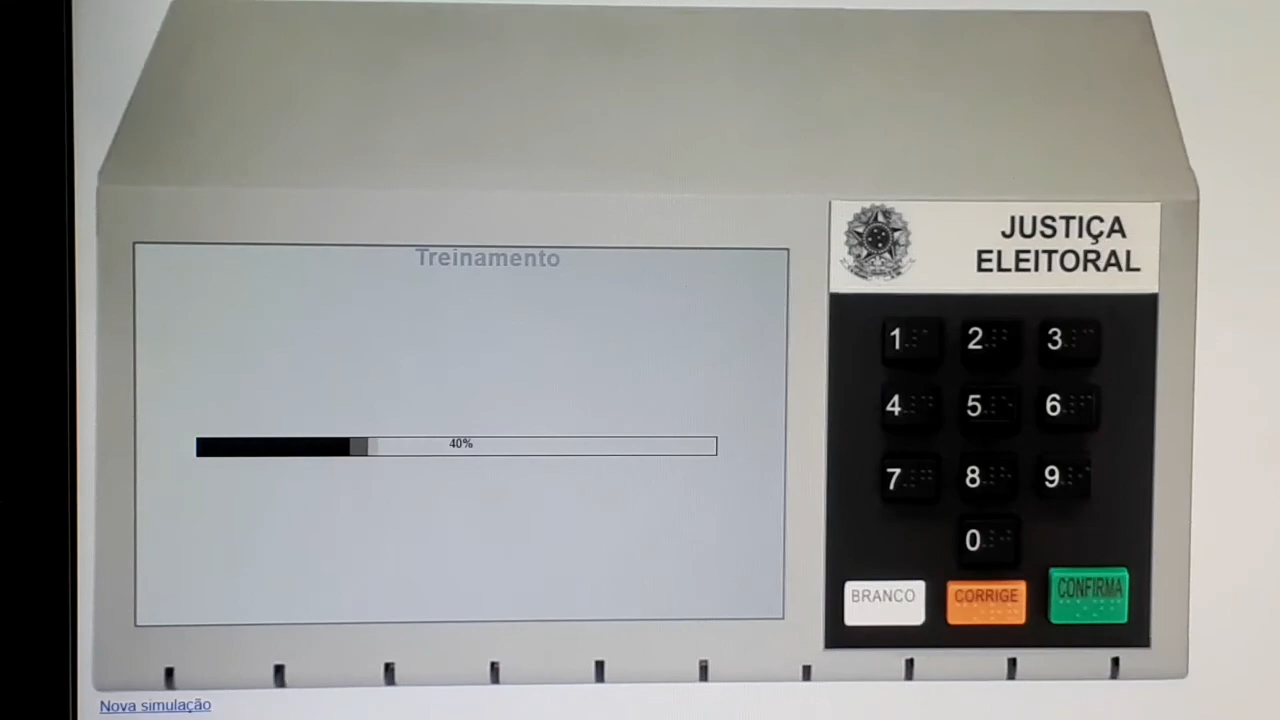 Treinamento
40%
JUSTIÇA
ELEITORAL
1 2 3
4 5 6
7 8 9
0
BRANCO CORRIGE CONFIRMA
Nova simulação